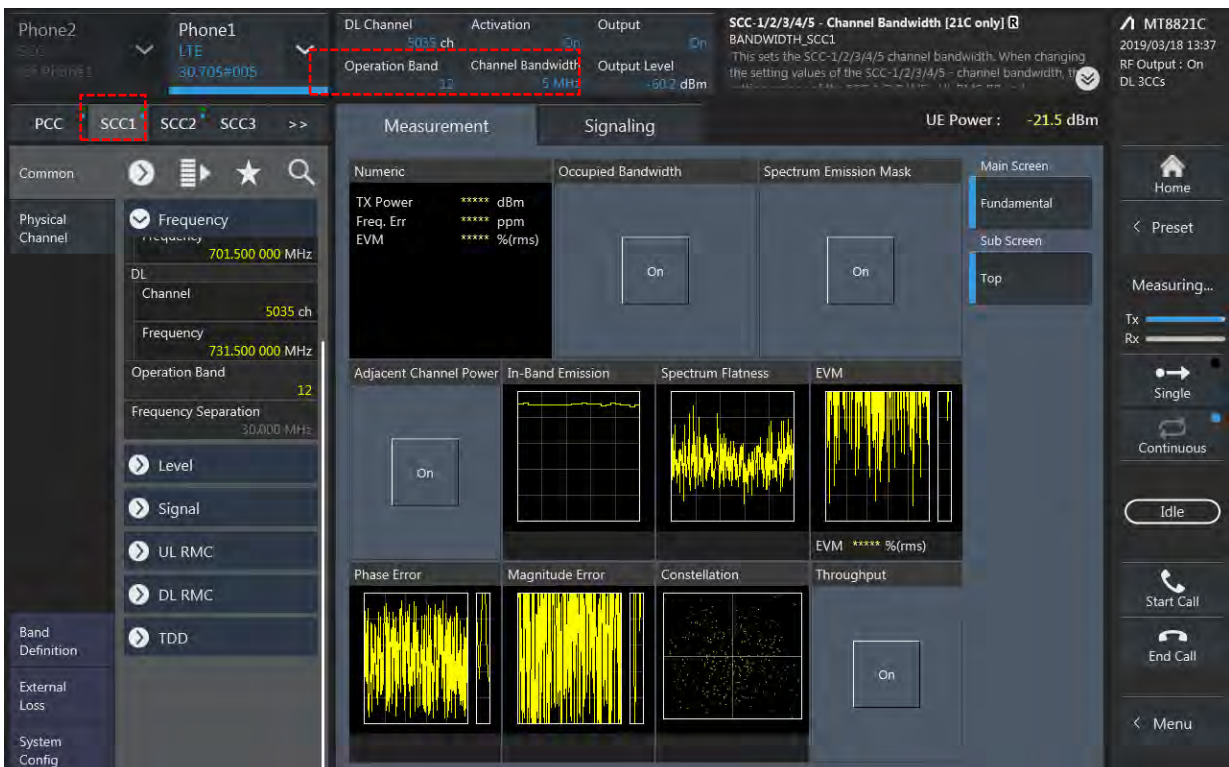 Phone2
Phone1
LTE
30.70S#005
DL Channel
5035 ch
Activation
On
Output
On
Operation Band
12
Channel Bandwidth
5 MHz
Output Level
-60.2 dBm
SCC-1/2/3/4/5 - Channel Bandwidth [21C only] R
BANDWIDTH_SCC1
This sets the SCC-1/2/3/4/5 channel bandwidth. When changing
the setting values of the SCC-1/2/3/4/5 - channel bandwidth, th
MT8821C
2019/03/18 13:37
RF Output : On
DL 3CCs
PCC SCC1 SCC2 SCC3 >>
Measurement Signaling
UE Power : -21.5 dBm
Common
Physical
Channel
Frequency
Frequency
701.500 000 MHz
DL
Channel
5035 ch
Frequency
731.500 000 MHz
Operation Band
12
Frequency Separation
30.000 MHz
Level
Signal
UL RMC
DL RMC
TDD
Band
Definition
External
Loss
System
Config
Numeric
TX Power ***** dBm
Freq. Err ***** ppm
EVM ***** %(rms)
Occupied Bandwidth
On
Spectrum Emission Mask
On
Main Screen
Fundamental
Sub Screen
Top
Adjacent Channel Power
On
In-Band Emission
Spectrum Flatness
EVM
EVM ***** %(rms)
Phase Error
Magnitude Error
Constellation
Throughput
On
Home
< Preset
Measuring...
Tx
Rx
Single
Continuous
Idle
Start Call
End Call
< Menu